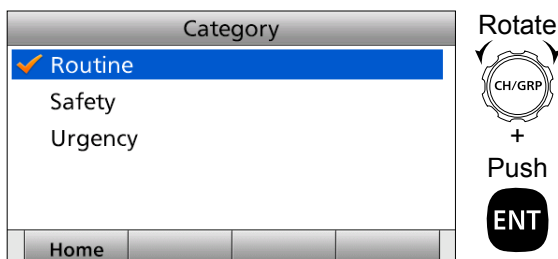 Category
Routine
Safety
Urgency
Home
Rotate
CH/GRP
+
Push
ENT